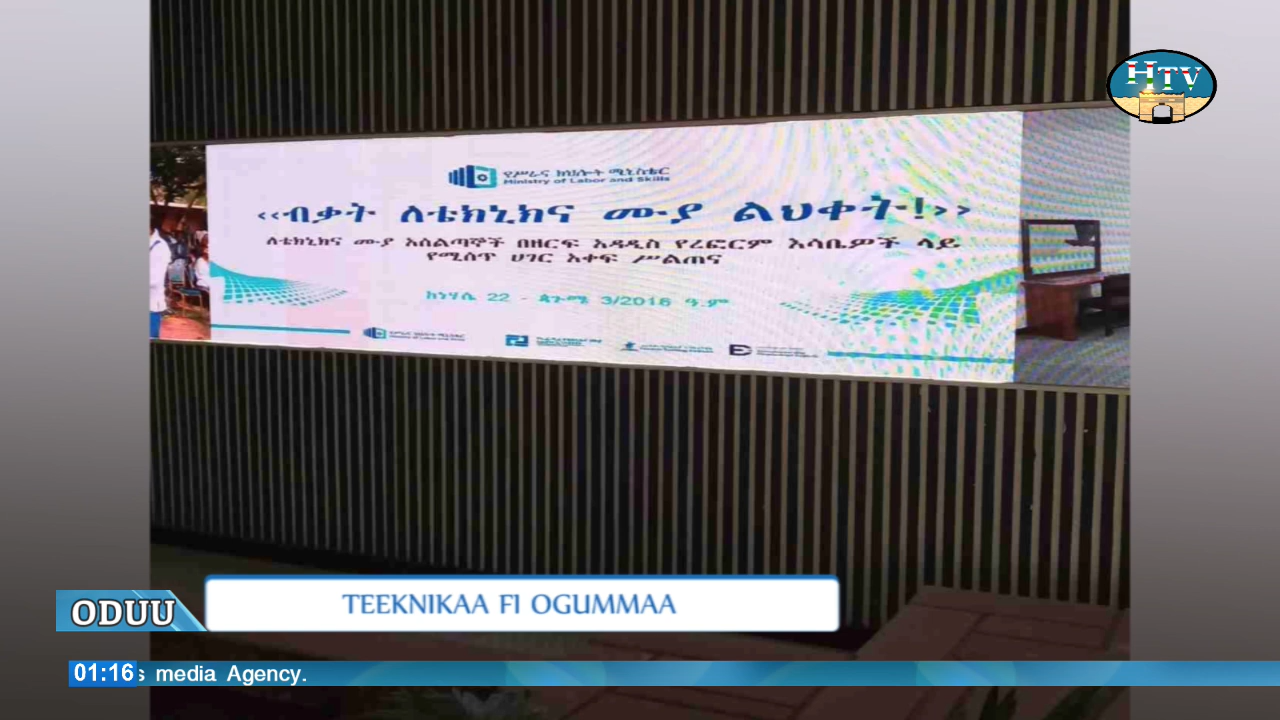 HTV
የሥራና ክህሎት ሚኒስቴር
Ministry of Labor and Skills
‹‹ብቃት ለቴክኒክና ሙያ ልህቀት!››
ለቴክኒክና ሙያ አሰልጣኞች በዘርፍ አዳዲስ የሪፎርም እሳቤዎች ላይ
የሚሰጥ ሀገር አቀፍ ሥልጠና
ከነሃሴ 22 - ጳጉሜ 3/2016 ዓ.ም
TEEKNIKAA FI OGUMMAA
ODUU
01:16 s media Agency.